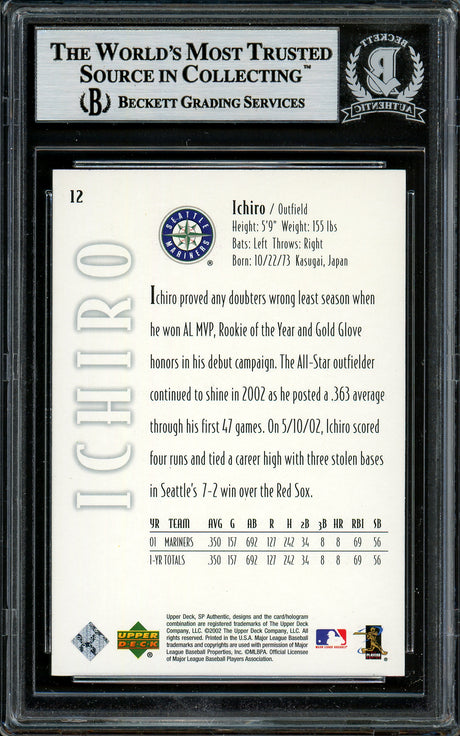 THE WORLD'S MOST TRUSTED
SOURCE IN COLLECTING™
B BECKETT GRADING SERVICES
BECKETT
B
AUTHENTIC
12
ICHIRO
SEATTLE
MARINERS
®
Ichiro / Outfield
Height: 5'9" Weight: 155 lbs
Bats: Left Throws: Right
Born: 10/22/73 Kasugai, Japan
Ichiro proved any doubters wrong least season when
he won AL MVP, Rookie of the Year and Gold Glove
honors in his debut campaign. The All-Star outfielder
continued to shine in 2002 as he posted a .363 average
through his first 47 games. On 5/10/02, Ichiro scored
four runs and tied a career high with three stolen bases
in Seattle's 7-2 win over the Red Sox.
YR TEAM AVG G AB R H 2B 3B HR RBI SB
01 MARINERS .350 157 692 127 242 34 8 8 69 56
1-YR TOTALS .350 157 692 127 242 34 8 8 69 56
UPPER
DECK
®
Upper Deck, SP Authentic, designs and the card/hologram
combination are registered trademarks of The Upper Deck
Company, LLC. ©2002 The Upper Deck Company, LLC. All
rights reserved. Printed in the U.S.A. Major League Baseball
trademarks and copyrights are used with permission of Major
League Baseball Properties, Inc. ©MLBPA. Official Licensee
of Major League Baseball Players Association.